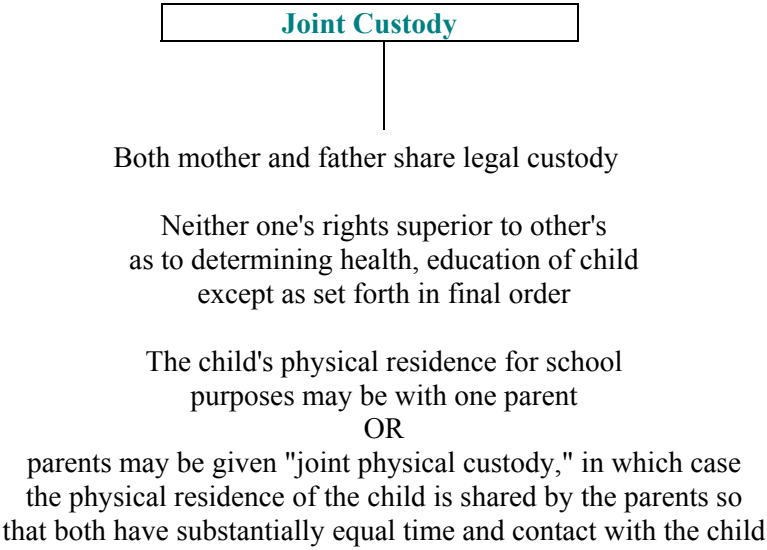 Joint Custody
Both mother and father share legal custody
Neither one's rights superior to other's
as to determining health, education of child
except as set forth in final order
The child's physical residence for school
purposes may be with one parent
OR
parents may be given "joint physical custody," in which case
the physical residence of the child is shared by the parents so
that both have substantially equal time and contact with the child